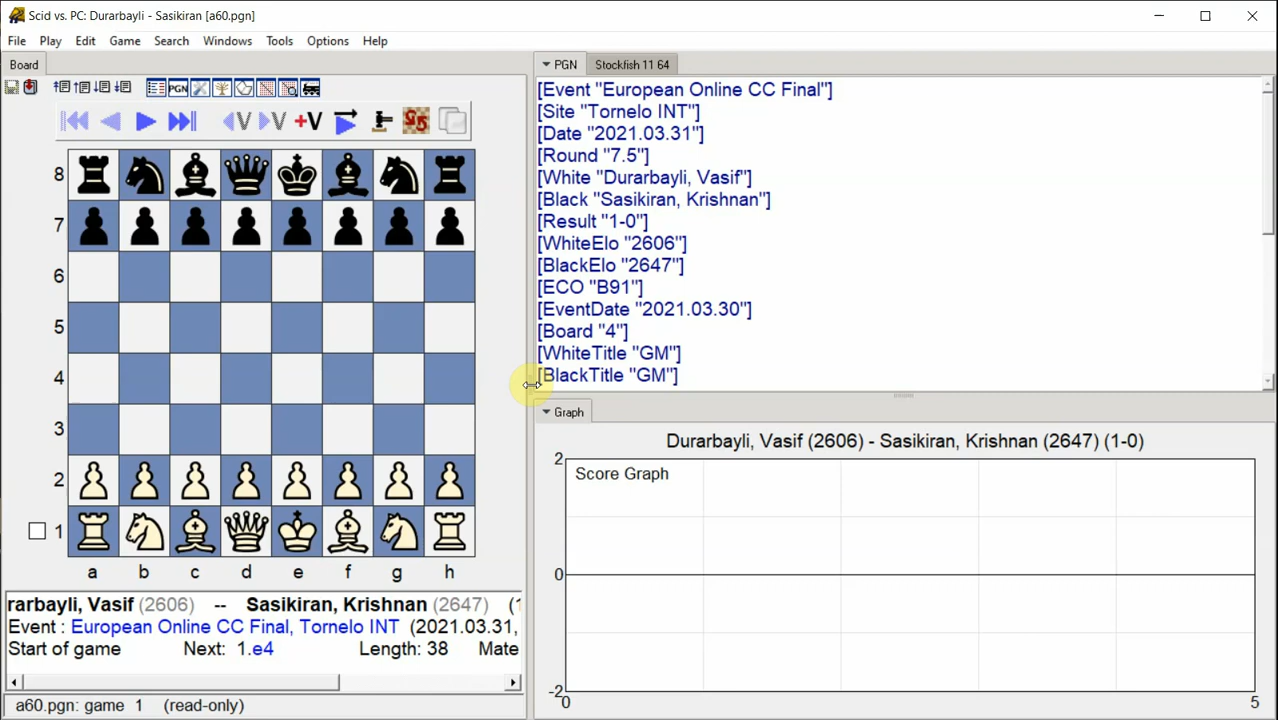 Scid vs. PC: Durarbayli - Sasikiran [a60.pgn]
File Play Edit Game Search Windows Tools Options Help
Board
PGN Stockfish 11 64
PGN
V V +V
8
7
6
5
4
3
2
1
a b c d e f g h
rarbayli, Vasif (2606) -- Sasikiran, Krishnan (2647) (1
Event : European Online CC Final, Tornelo INT (2021.03.31,
Start of game Next: 1.e4 Length: 38 Mate
a60.pgn: game 1 (read-only)
[Event "European Online CC Final"]
[Site "Tornelo INT"]
[Date "2021.03.31"]
[Round "7.5"]
[White "Durarbayli, Vasif"]
[Black "Sasikiran, Krishnan"]
[Result "1-0"]
[WhiteElo "2606"]
[BlackElo "2647"]
[ECO "B91"]
[EventDate "2021.03.30"]
[Board "4"]
[WhiteTitle "GM"]
[BlackTitle "GM"]
Graph
Durarbayli, Vasif (2606) - Sasikiran, Krishnan (2647) (1-0)
Score Graph
2
0
-2
0 5